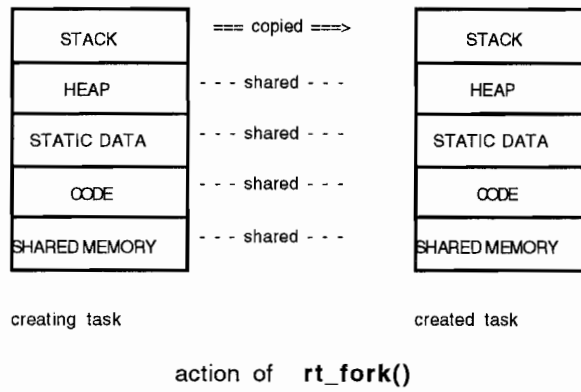 STACK === copied ===> STACK
HEAP - - - shared - - - HEAP
STATIC DATA - - - shared - - - STATIC DATA
CODE - - - shared - - - CODE
SHARED MEMORY - - - shared - - - SHARED MEMORY
creating task created task
action of rt_fork()